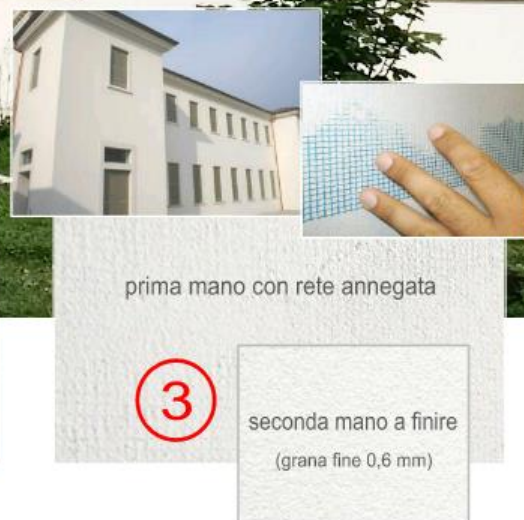 prima mano con rete annegata
3
seconda mano a finire
(grana fine 0,6 mm)